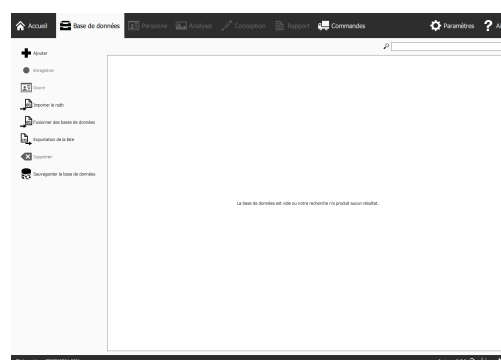 Accueil Base de données Personne Analyser Conception Rapport Commandes Paramètres ?
Ajouter
Enregistrer
Ouvrir
Importer le rsdb
Fusionner des bases de données
Exportation de la liste
Supprimer
Sauvegarder la base de données
La base de données est vide ou votre recherche n'a produit aucun résultat.